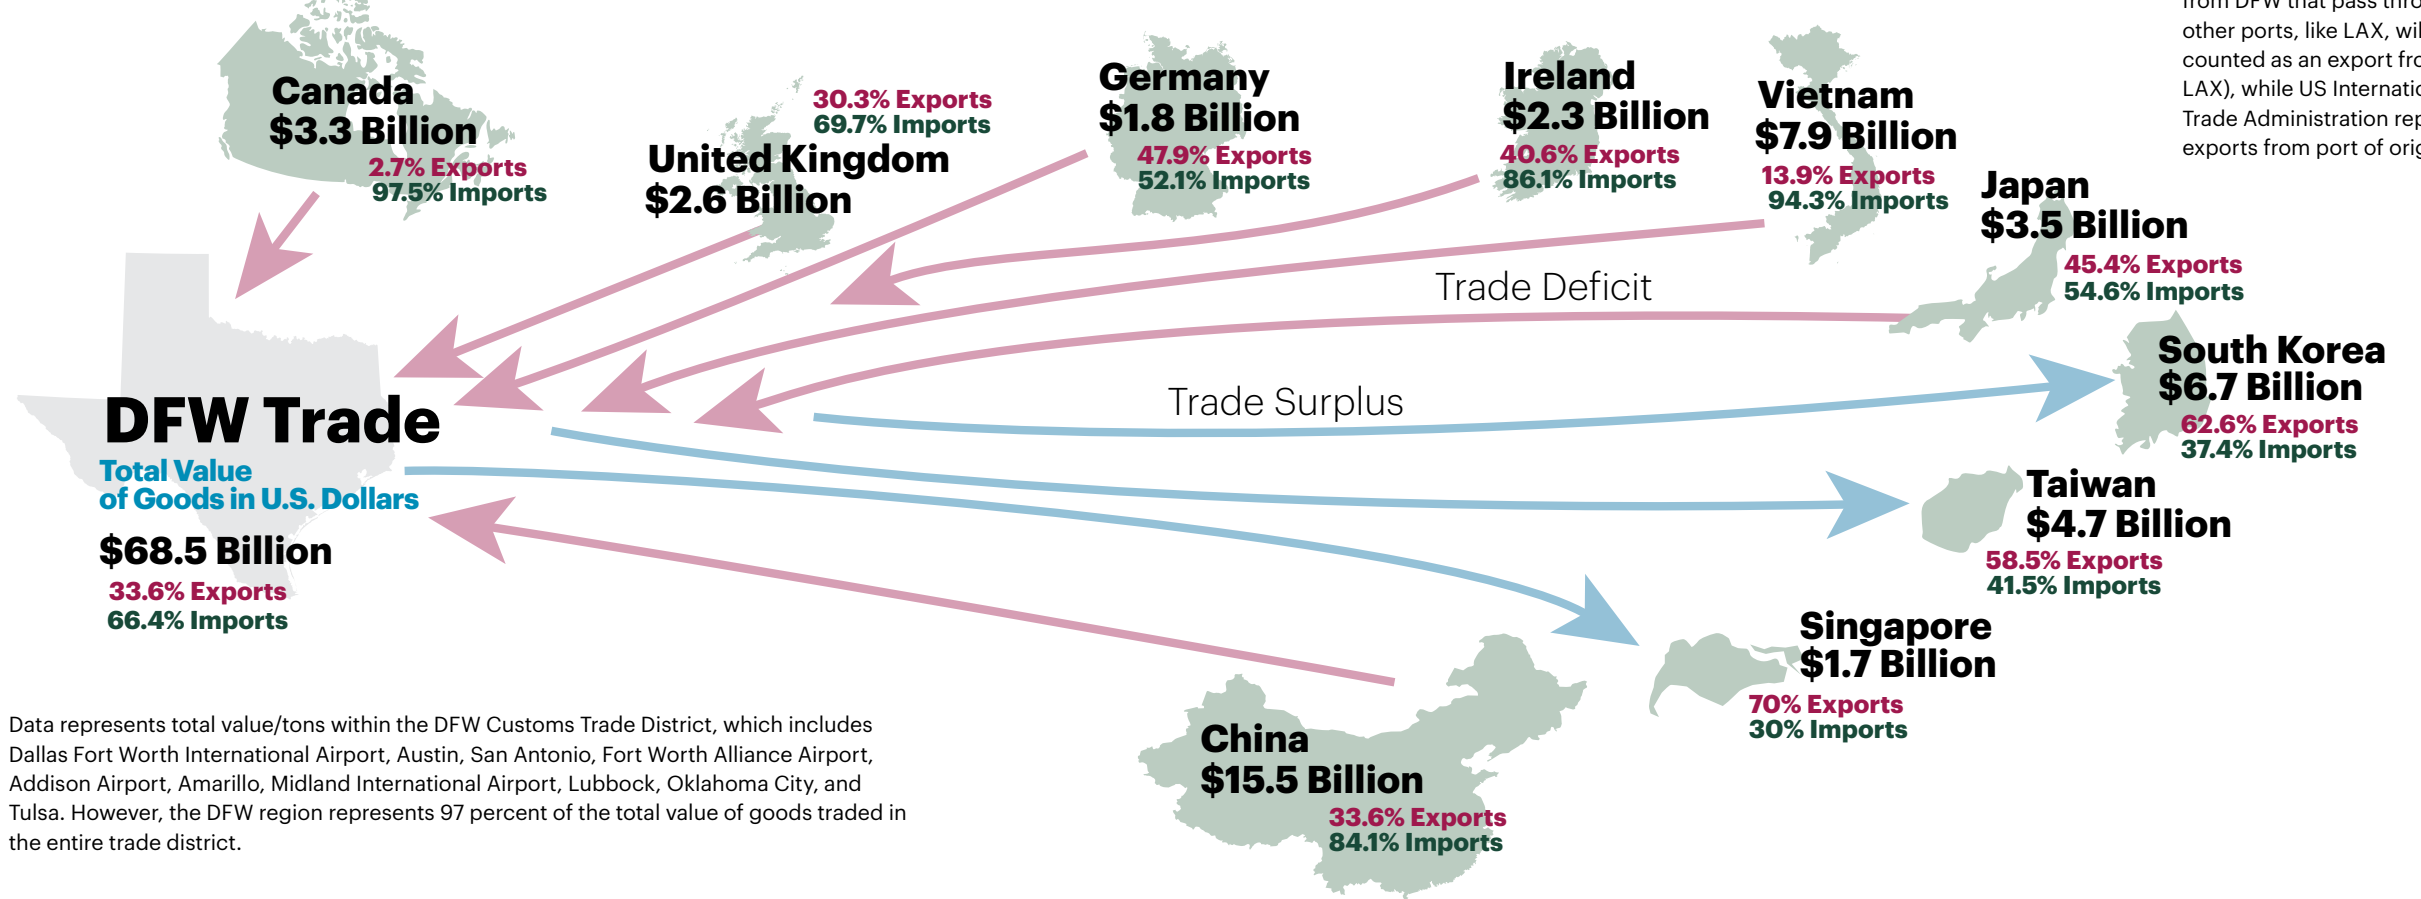 from DFW that pass
other ports, like LAX,
counted as an export
LAX), while US
Trade Administration
exports from port of
Canada
$3.3 Billion
2.7% Exports
97.5% Imports
30.3% Exports
69.7% Imports
United Kingdom
$2.6 Billion
Germany
$1.8 Billion
47.9% Exports
52.1% Imports
Ireland
$2.3 Billion
40.6% Exports
86.1% Imports
Vietnam
$7.9 Billion
13.9% Exports
94.3% Imports
Japan
$3.5 Billion
45.4% Exports
54.6% Imports
Trade Deficit
South Korea
$6.7 Billion
62.6% Exports
37.4% Imports
Trade Surplus
DFW Trade
Total Value
of Goods in U.S. Dollars
$68.5 Billion
33.6% Exports
66.4% Imports
Taiwan
$4.7 Billion
58.5% Exports
41.5% Imports
Singapore
$1.7 Billion
70% Exports
30% Imports
China
$15.5 Billion
33.6% Exports
84.1% Imports
Data represents total value/tons within the DFW Customs Trade District, which includes
Dallas Fort Worth International Airport, Austin, San Antonio, Fort Worth Alliance Airport,
Addison Airport, Amarillo, Midland International Airport, Lubbock, Oklahoma City, and
Tulsa. However, the DFW region represents 97 percent of the total value of goods traded in
the entire trade district.